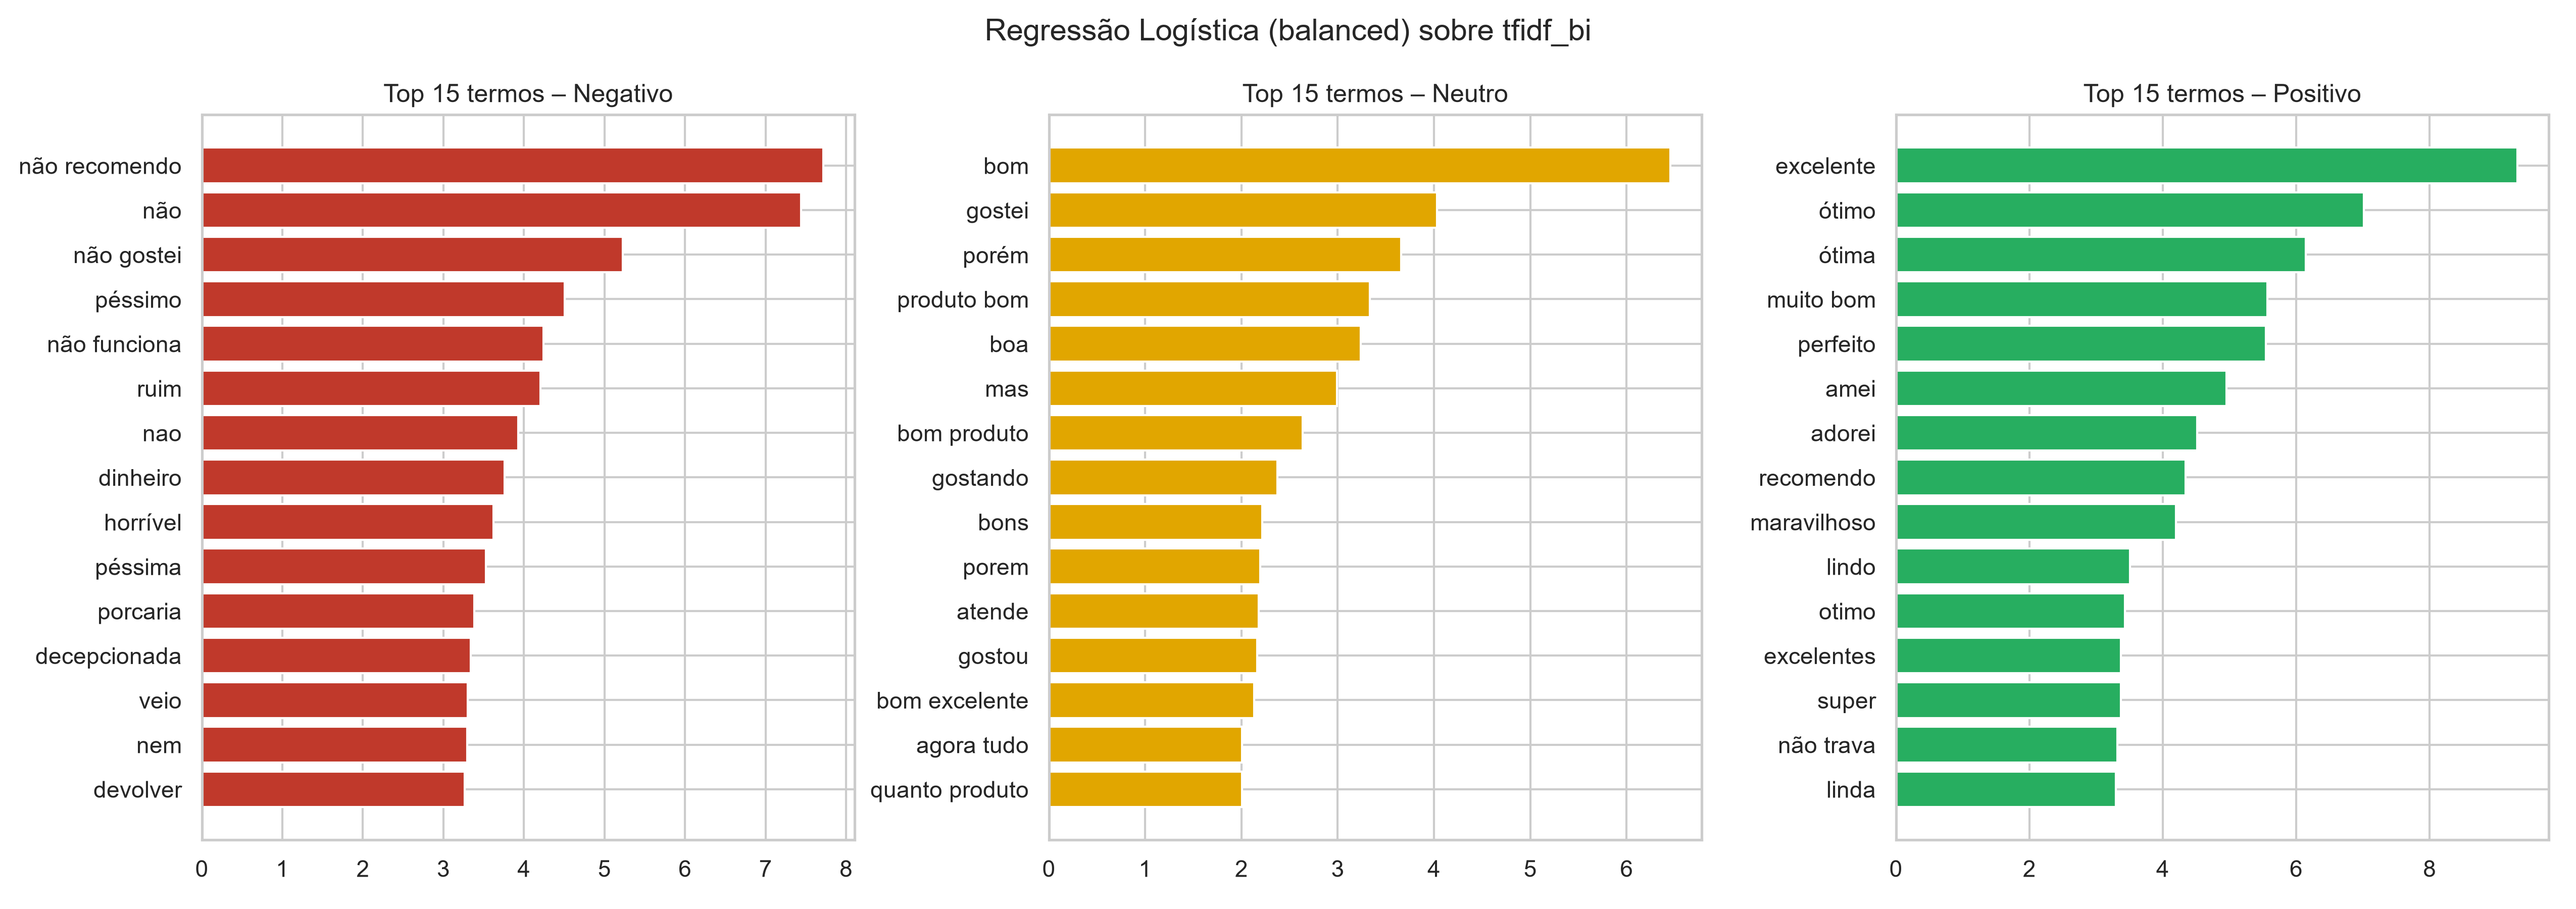 Regressão Logística (balanced) sobre tfidf_bi
Top 15 termos – Negativo
não recomendo
não
não gostei
péssimo
não funciona
ruim
nao
dinheiro
horrível
péssima
porcaria
decepcionada
veio
nem
devolver
0 1 2 3 4 5 6 7 8
Top 15 termos – Neutro
bom
gostei
porém
produto bom
boa
mas
bom produto
gostando
bons
porem
atende
gostou
bom excelente
agora tudo
quanto produto
0 1 2 3 4 5 6
Top 15 termos – Positivo
excelente
ótimo
ótima
muito bom
perfeito
amei
adorei
recomendo
maravilhoso
lindo
otimo
excelentes
super
não trava
linda
0 2 4 6 8